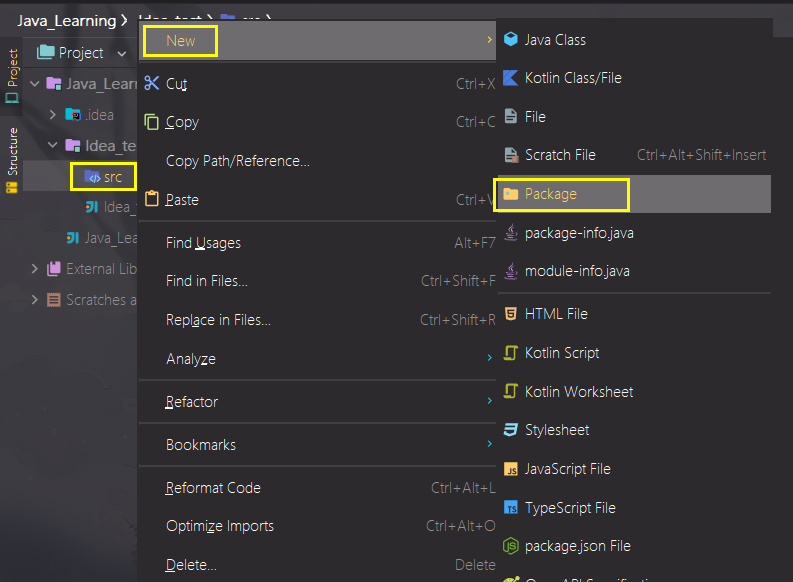 Java_Learning
Idea_test
src
Project
Project
Structure
Java_Learn
.idea
Idea_te
src
Idea_
Java_Lea
External Lib
Scratches a
New
Cut Ctrl+X
Copy Ctrl+C
Copy Path/Reference...
Paste Ctrl+V
Find Usages Alt+F7
Find in Files... Ctrl+Shift+F
Replace in Files... Ctrl+Shift+R
Analyze
Refactor
Bookmarks
Reformat Code Ctrl+Alt+L
Optimize Imports Ctrl+Alt+O
Delete... Delete
Java Class
Kotlin Class/File
File
Scratch File Ctrl+Alt+Shift+Insert
Package
package-info.java
module-info.java
HTML File
Kotlin Script
Kotlin Worksheet
Stylesheet
JS JavaScript File
TS TypeScript File
package.json File